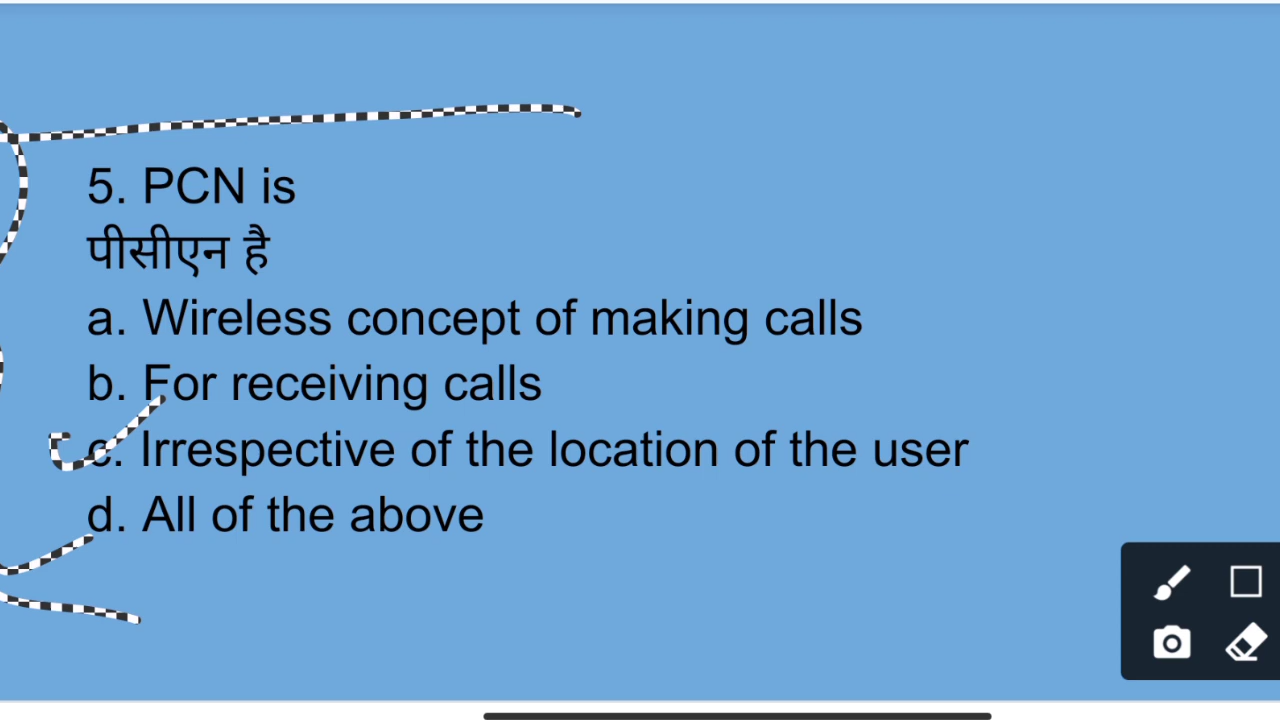 5. PCN is
पीसीएन है
a. Wireless concept of making calls
b. For receiving calls
c. Irrespective of the location of the user
d. All of the above